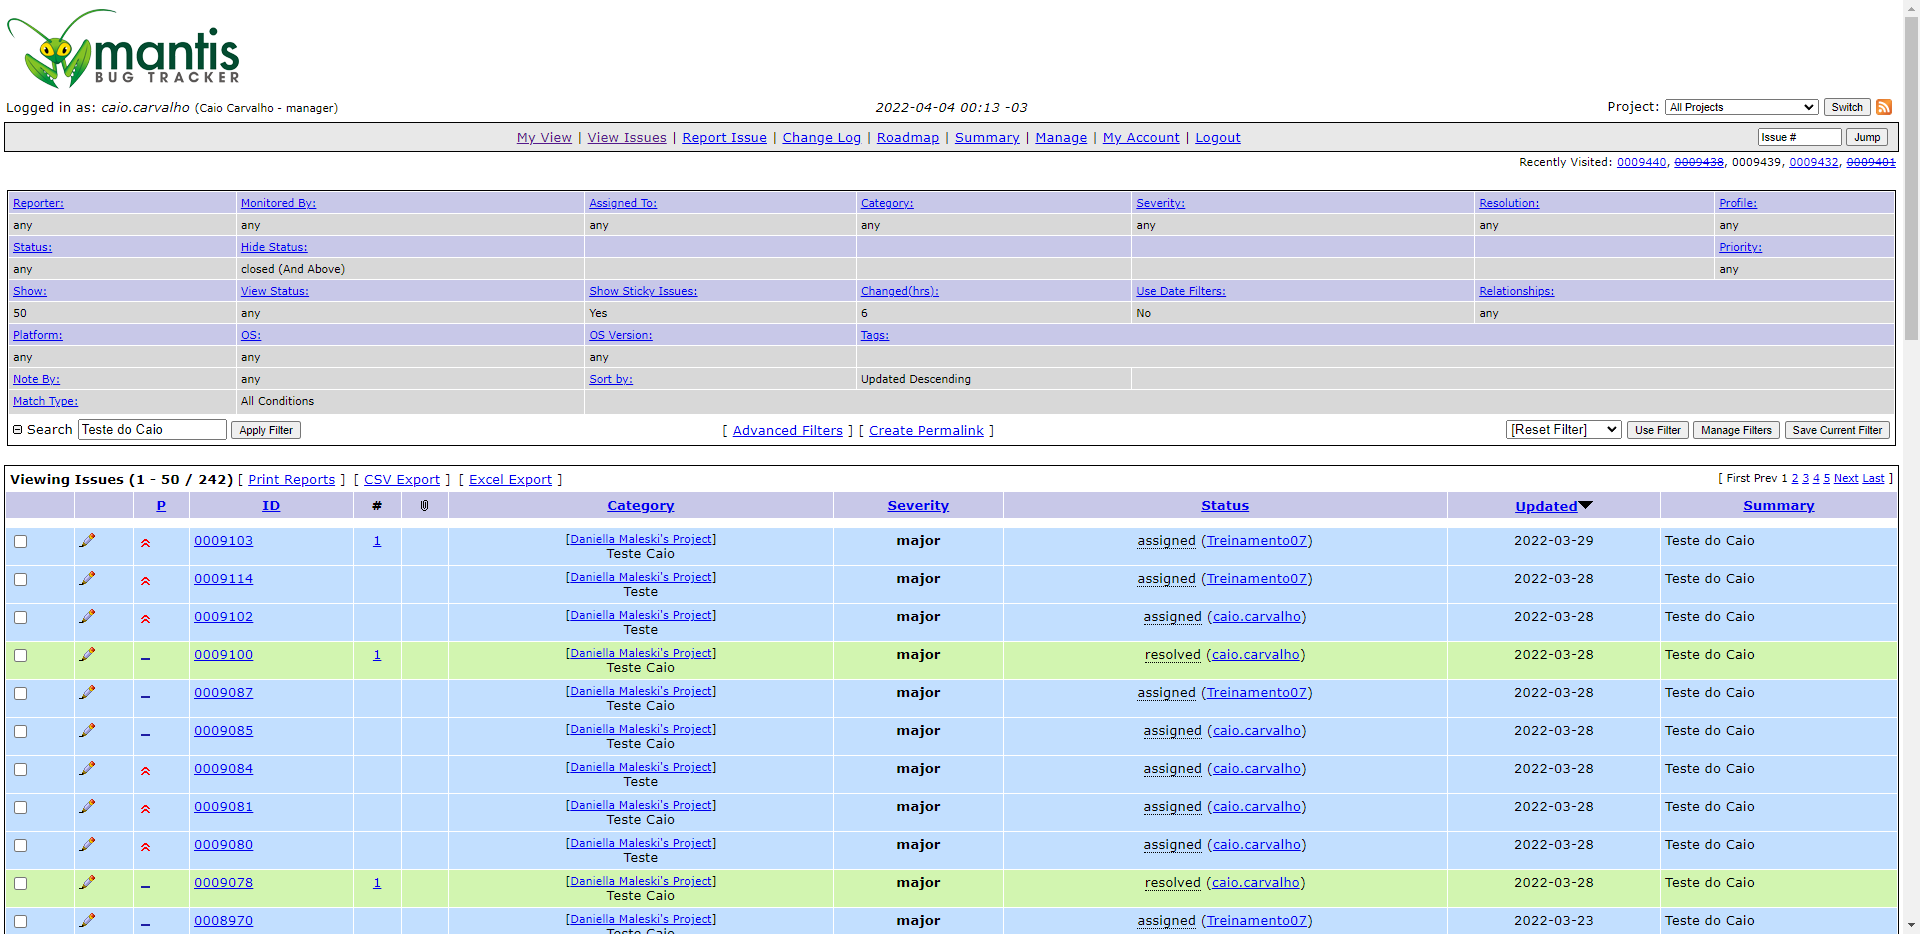 mantis
BUG TRACKER
Logged in as: caio.carvalho (Caio Carvalho - manager)
2022-04-04 00:13 -03
Project: All Projects Switch
My View | View Issues | Report Issue | Change Log | Roadmap | Summary | Manage | My Account | Logout
Issue # Jump
Recently Visited: 0009440, 0009438, 0009439, 0009432, 0009401
Reporter: Monitored By: Assigned To: Category: Severity: Resolution: Profile:
any any any any any any any
Status: Hide Status: Priority:
any closed (And Above) any
Show: View Status: Show Sticky Issues: Changed(hrs): Use Date Filters: Relationships:
50 any Yes 6 No any
Platform: OS: OS Version: Tags:
any any any
Note By: any Sort by: Updated Descending
Match Type: All Conditions
Search Teste do Caio Apply Filter [ Advanced Filters ] [ Create Permalink ] [Reset Filter] Use Filter Manage Filters Save Current Filter
Viewing Issues (1 - 50 / 242) [ Print Reports ] [ CSV Export ] [ Excel Export ] [ First Prev 1 2 3 4 5 Next Last ]
P ID # Category Severity Status Updated Summary
0009103 1 [Daniella Maleski's Project] major assigned (Treinamento07) 2022-03-29 Teste do Caio
Teste Caio
0009114 [Daniella Maleski's Project] major assigned (Treinamento07) 2022-03-28 Teste do Caio
Teste
0009102 [Daniella Maleski's Project] major assigned (caio.carvalho) 2022-03-28 Teste do Caio
Teste
0009100 1 [Daniella Maleski's Project] major resolved (caio.carvalho) 2022-03-28 Teste do Caio
Teste Caio
0009087 [Daniella Maleski's Project] major assigned (Treinamento07) 2022-03-28 Teste do Caio
Teste Caio
0009085 [Daniella Maleski's Project] major assigned (caio.carvalho) 2022-03-28 Teste do Caio
Teste Caio
0009084 [Daniella Maleski's Project] major assigned (caio.carvalho) 2022-03-28 Teste do Caio
Teste
0009081 [Daniella Maleski's Project] major assigned (caio.carvalho) 2022-03-28 Teste do Caio
Teste Caio
0009080 [Daniella Maleski's Project] major assigned (caio.carvalho) 2022-03-28 Teste do Caio
Teste
0009078 1 [Daniella Maleski's Project] major resolved (caio.carvalho) 2022-03-28 Teste do Caio
Teste Caio
0008970 [Daniella Maleski's Project] major assigned (Treinamento07) 2022-03-23 Teste do Caio
Teste Caio